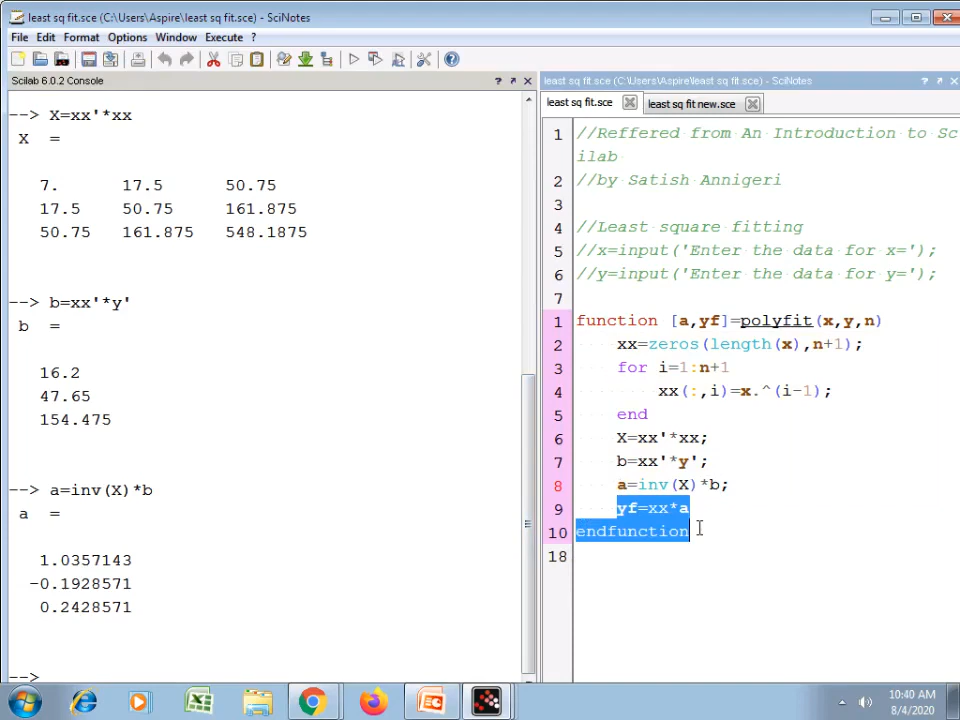 least sq fit.sce (C:\Users\Aspire\least sq fit.sce) - SciNotes
File Edit Format Options Window Execute ?
Scilab 6.0.2 Console
--> X=xx'*xx
X =
7. 17.5 50.75
17.5 50.75 161.875
50.75 161.875 548.1875
--> b=xx'*y'
b =
16.2
47.65
154.475
--> a=inv(X)*b
a =
1.0357143
-0.1928571
0.2428571
-->
least sq fit.sce (C:\Users\Aspire\least sq fit.sce) - SciNotes
least sq fit.sce least sq fit new.sce
1 //Reffered from An Introduction to Sc
ilab
2 //by Satish Annigeri
3
4 //Least square fitting
5 //x=input('Enter the data for x=');
6 //y=input('Enter the data for y=');
7
1 function [a,yf]=polyfit(x,y,n)
2 xx=zeros(length(x),n+1);
3 for i=1:n+1
4 xx(:,i)=x.^(i-1);
5 end
6 X=xx'*xx;
7 b=xx'*y';
8 a=inv(X)*b;
9 yf=xx*a
10 endfunction
18
10:40 AM
8/4/2020